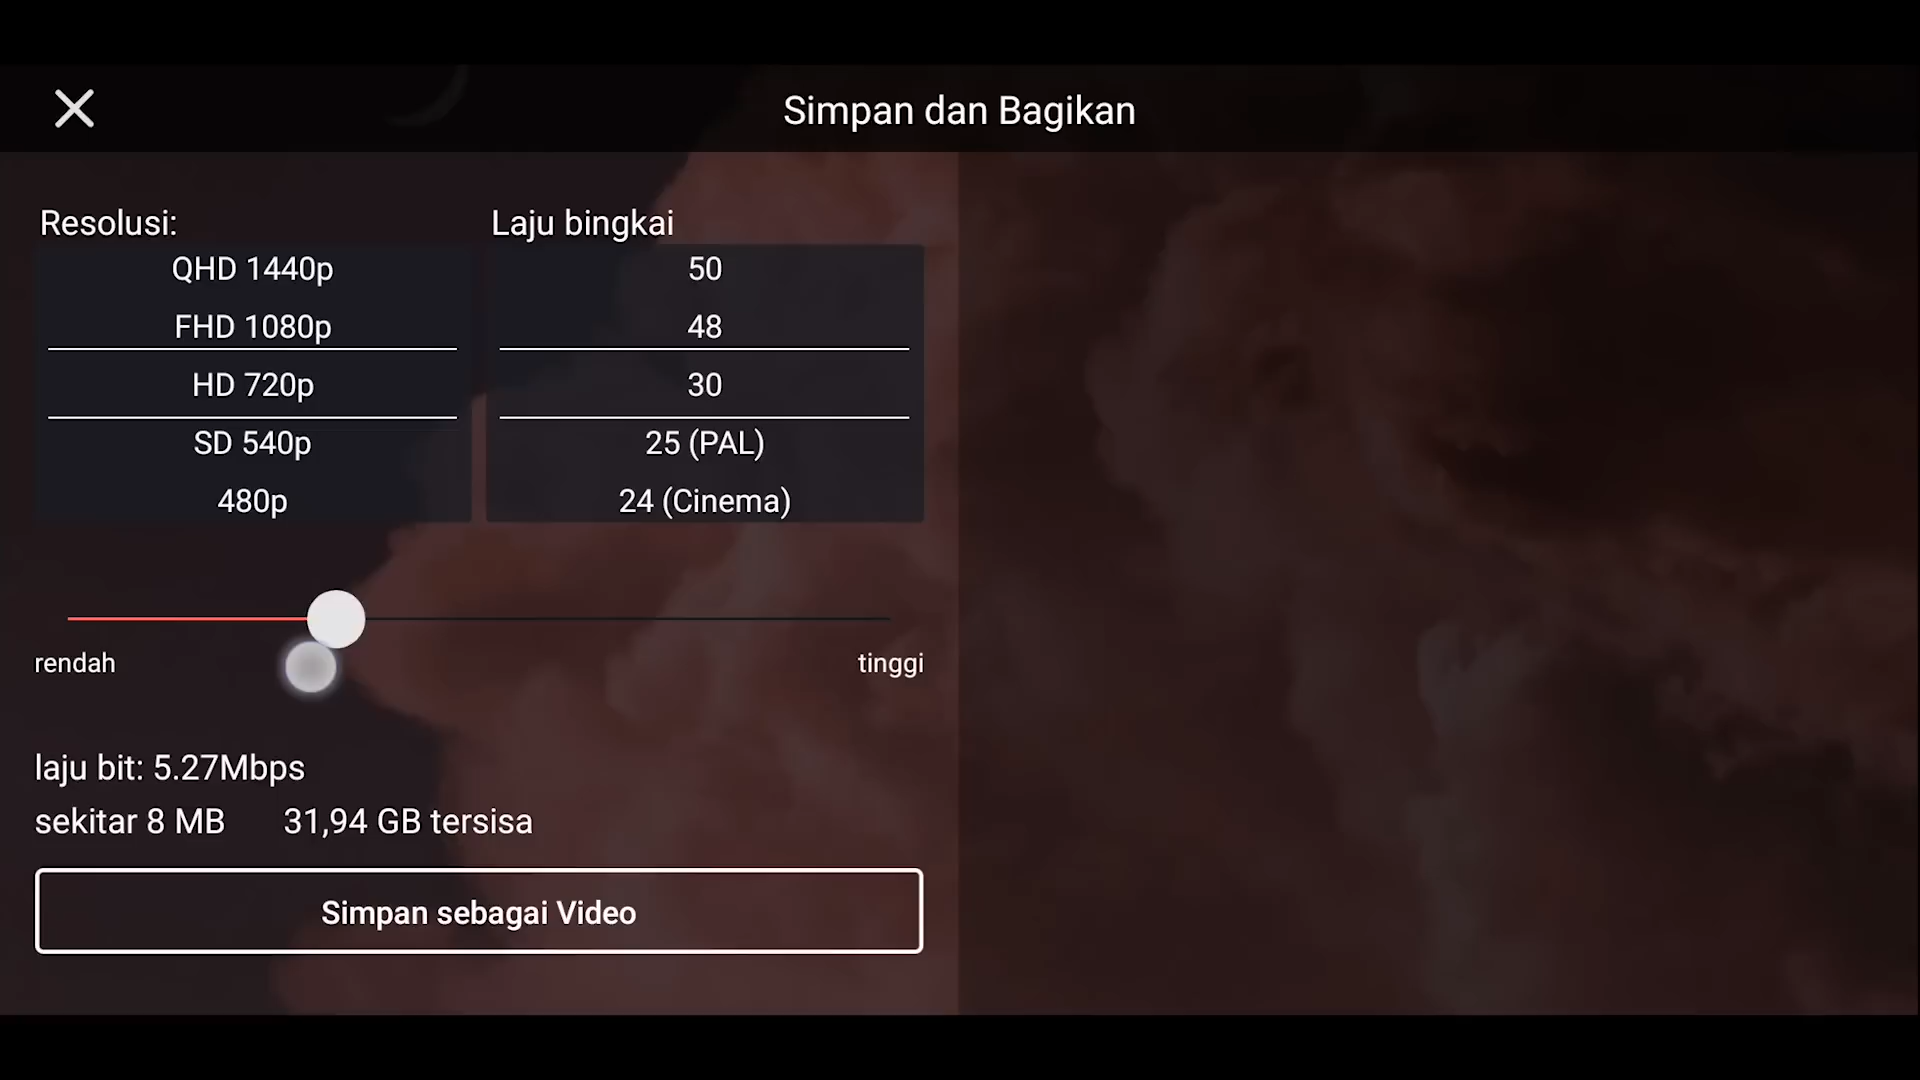 Simpan dan Bagikan
Resolusi:
QHD 1440p
FHD 1080p
HD 720p
SD 540p
480p
Laju bingkai
50
48
30
25 (PAL)
24 (Cinema)
rendah
tinggi
laju bit: 5.27Mbps
sekitar 8 MB 31,94 GB tersisa
Simpan sebagai Video